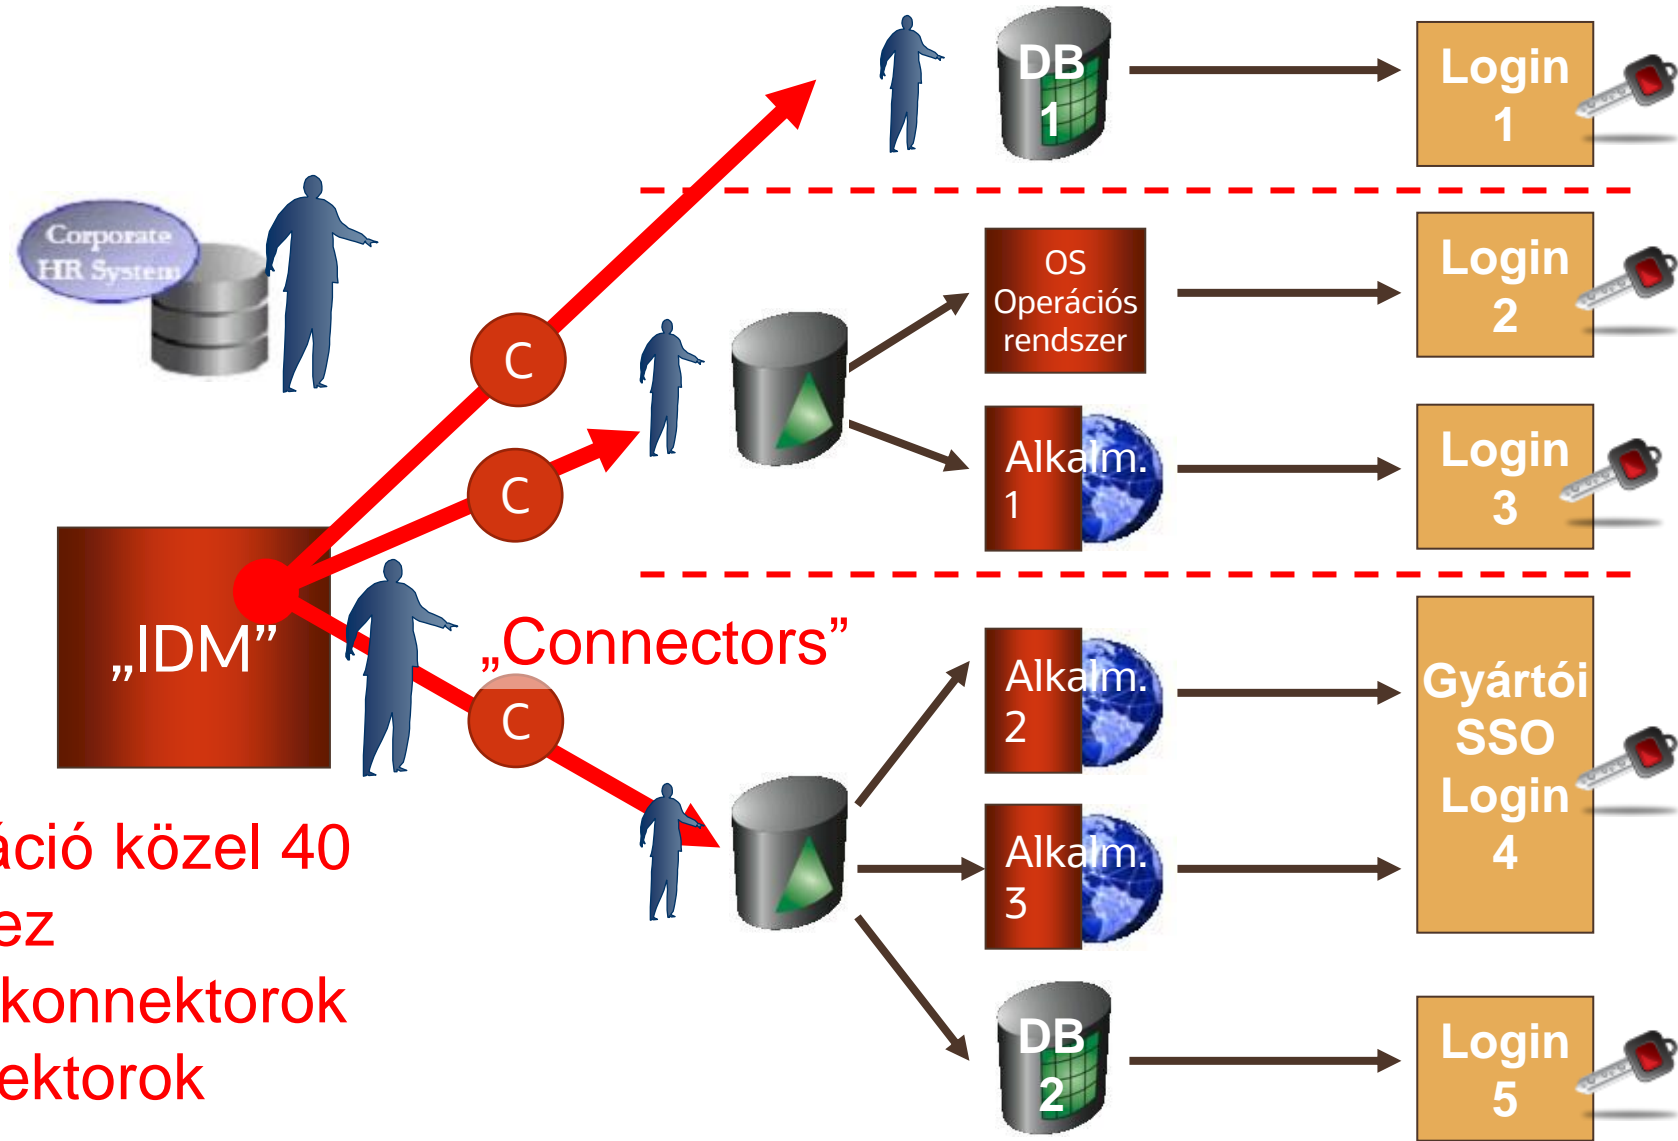 DB
1
Login
1
Corporate
HR System
OS
Operációs
rendszer
Login
2
C
Alkalm.
1
Login
3
C
„IDM”
„Connectors”
C
Alkalm.
2
Gyártói
SSO
Login
4
Alkalm.
3
áció közel 40
ez
konnektorok
ektorok
DB
2
Login
5